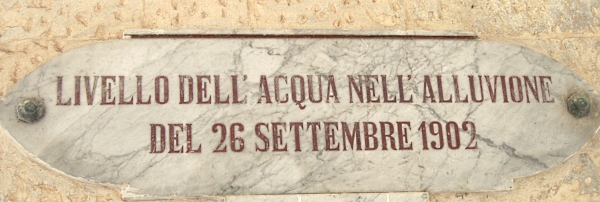 LIVELLO DELL' ACQUA NELL' ALLUVIONE
DEL 26 SETTEMBRE 1902